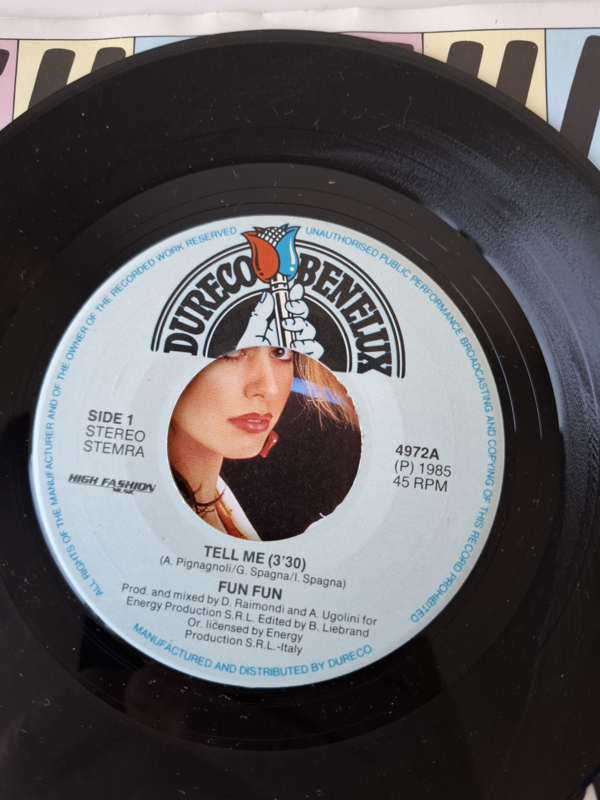 ALL RIGHTS OF THE MANUFACTURER AND OF THE OWNER OF THE RECORDED WORK RESERVED
UNAUTHORISED PUBLIC PERFORMANCE, BROADCASTING AND COPYING OF THIS RECORD PROHIBITED
DURECO BENELUX
SIDE 1
STEREO
STEMRA
HIGH FASHION
4972A
(P) 1985
45 RPM
TELL ME (3'30)
(A. Pignagnoli/G. Spagna/I. Spagna)
FUN FUN
Prod. and mixed by D. Raimondi and A. Ugolini for
Energy Production S.R.L. Edited by B. Liebrand
Or. licensed by Energy
Production S.R.L.-Italy
MANUFACTURED AND DISTRIBUTED BY DURECO